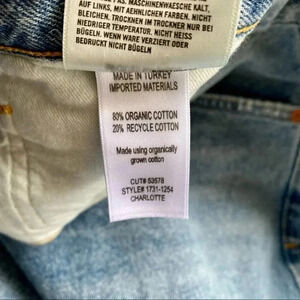 PAS. MASCHINENWAESCHE KALT,
AUF LINKS, MIT AEHNLICHEN FARBEN. NICHT
BLEICHEN. IM TROCKNER NUR BEI
NIEDRIGER TEMPERATUR. NICHT HEISS
BÜGELN. WENN WARE VERZIERT ODER
BEDRUCKT NICHT BÜGELN
MADE IN TURKEY
IMPORTED MATERIALS
80% ORGANIC COTTON
20% RECYCLE COTTON
Made using organically
grown cotton
CUT# 53578
STYLE# 1731-1254
CHARLOTTE